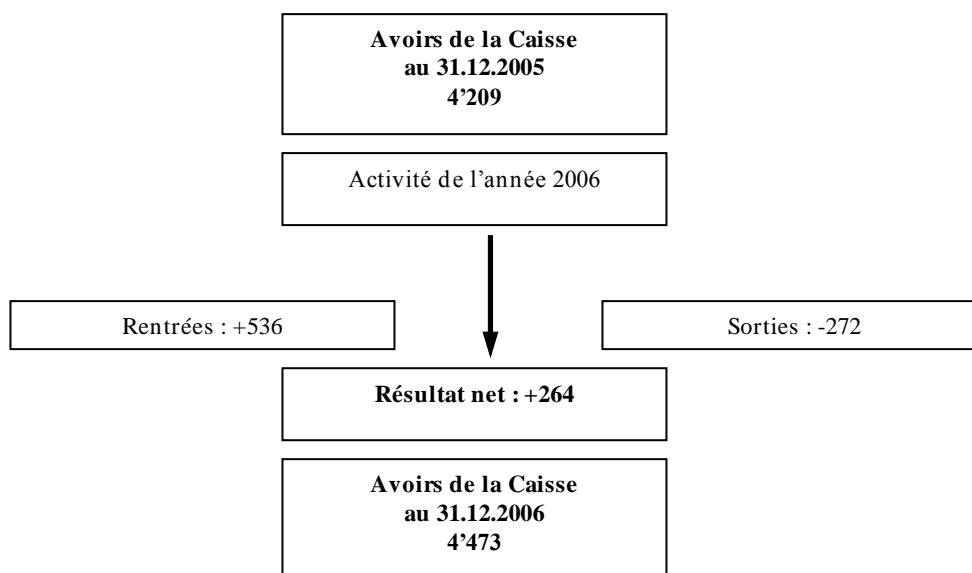 Avoirs de la Caisse
au 31.12.2005
4’209
Activité de l’année 2006
Rentrées : +536
Sorties : -272
Résultat net : +264
Avoirs de la Caisse
au 31.12.2006
4’473